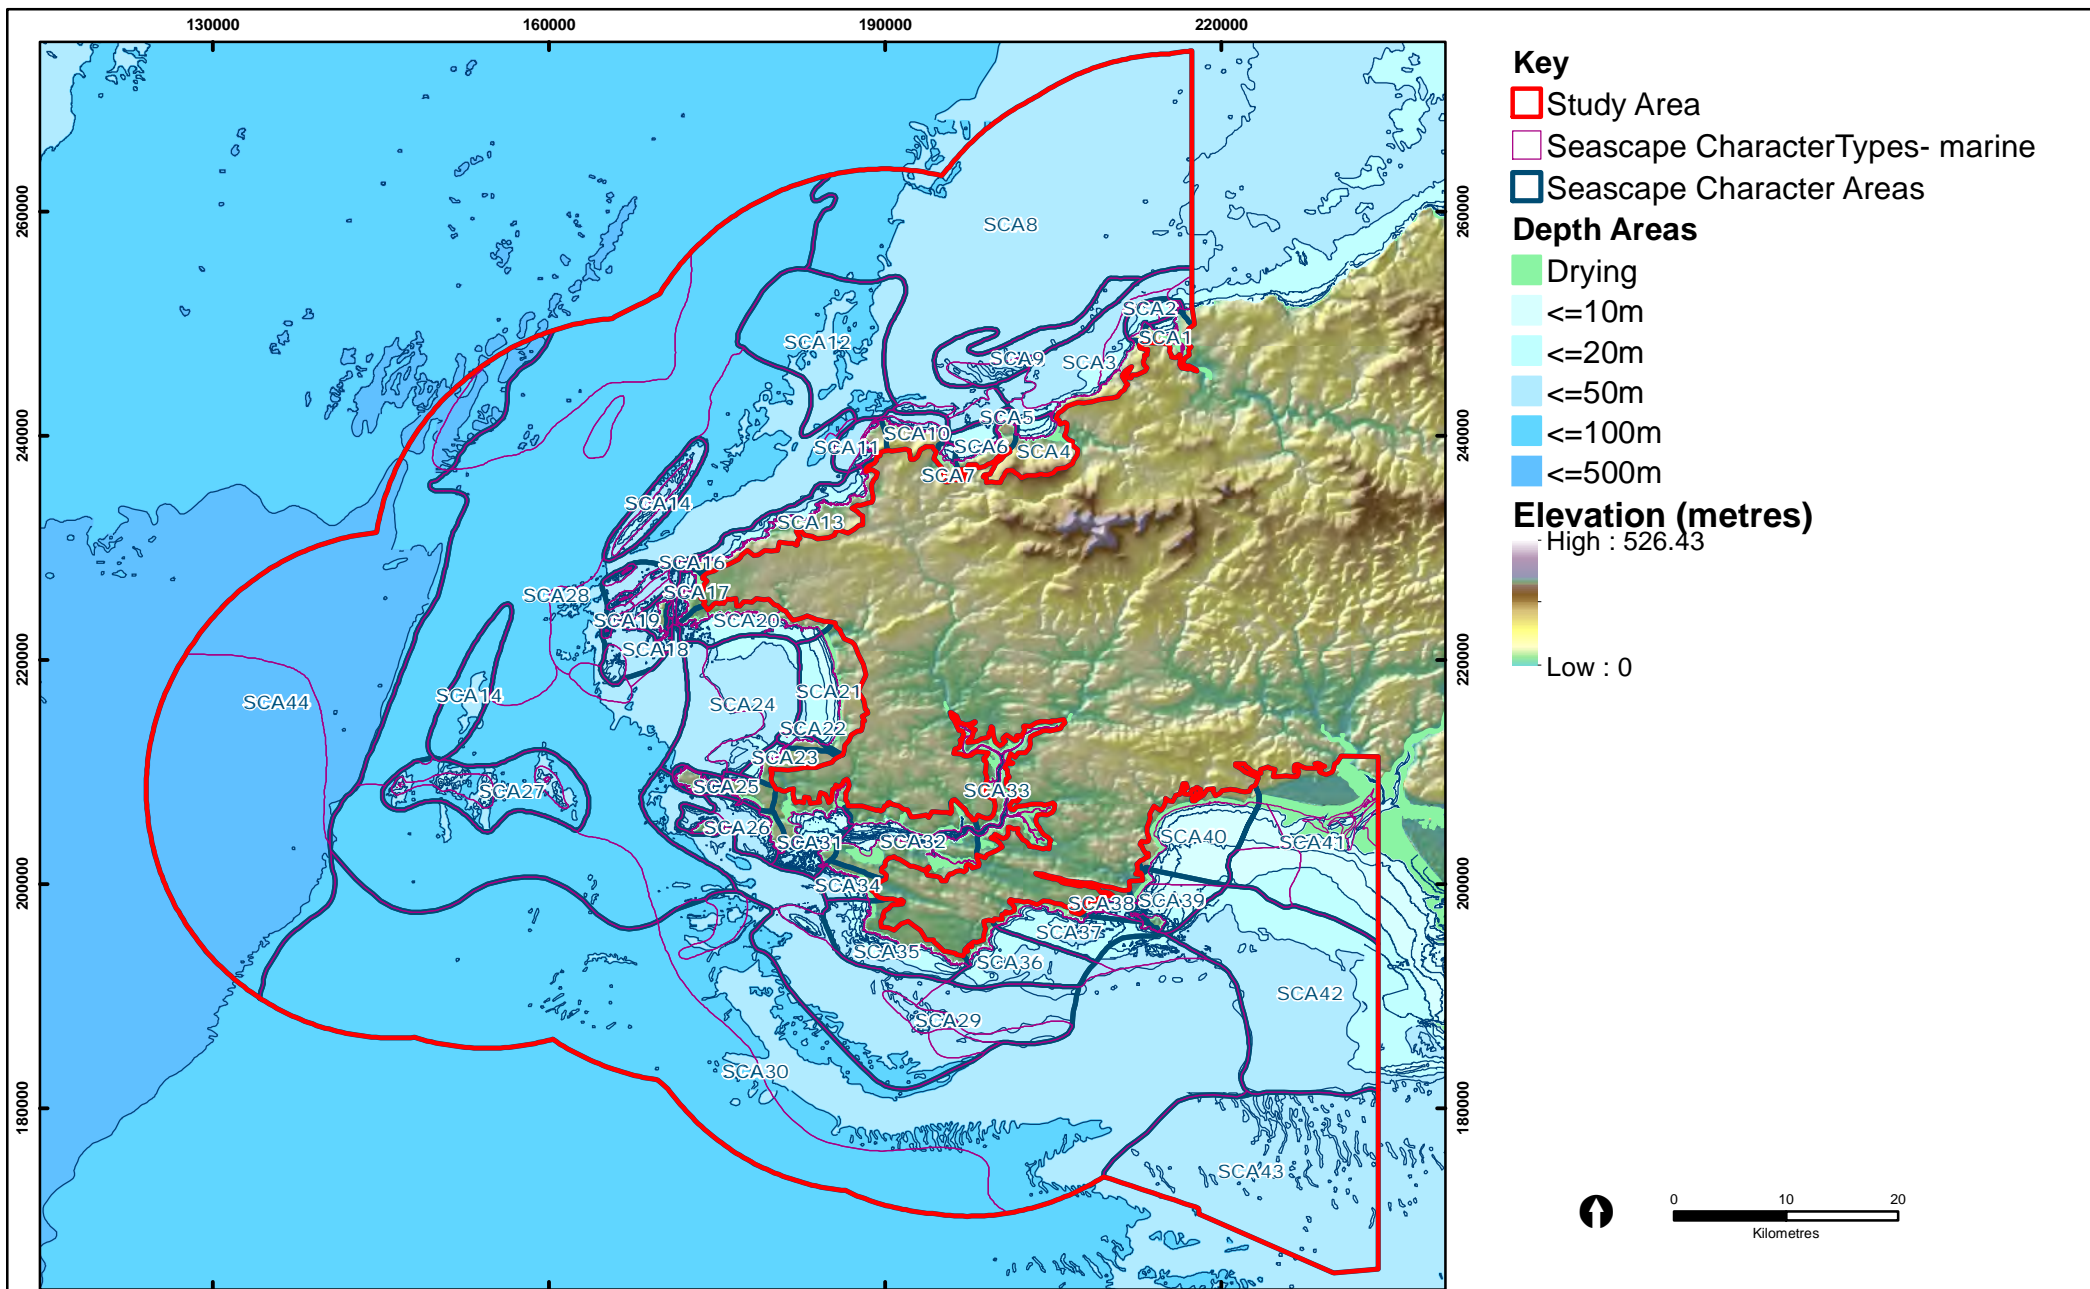 130000
160000
190000
220000
Key
Study Area
Seascape CharacterTypes- marine
Seascape Character Areas
Depth Areas
Drying
<=10m
<=20m
<=50m
<=100m
<=500m
Elevation (metres)
High : 526.43
Low : 0
260000
260000
240000
240000
220000
220000
200000
200000
180000
180000
SCA8
SCA2
SCA1
SCA12
SCA9
SCA3
SCA5
SCA10
SCA11
SCA6
SCA4
SCA7
SCA14
SCA13
SCA16
SCA17
SCA28
SCA19
SCA20
SCA18
SCA14
SCA44
SCA24
SCA21
SCA22
SCA23
SCA25
SCA27
SCA33
SCA26
SCA31
SCA32
SCA40
SCA41
SCA34
SCA38
SCA39
SCA37
SCA35
SCA36
SCA42
SCA29
SCA30
SCA43
0
10
20
Kilometres